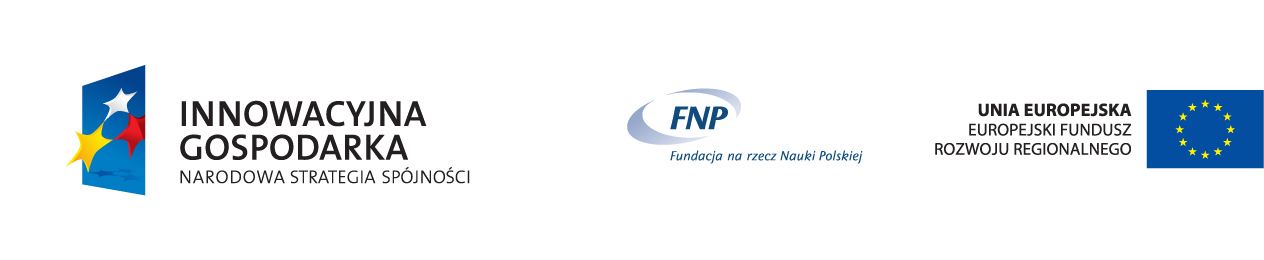 INNOWACYJNA
GOSPODARKA
NARODOWA STRATEGIA SPÓJNOŚCI
FNP
Fundacja na rzecz Nauki Polskiej
UNIA EUROPEJSKA
EUROPEJSKI FUNDUSZ
ROZWOJU REGIONALNEGO